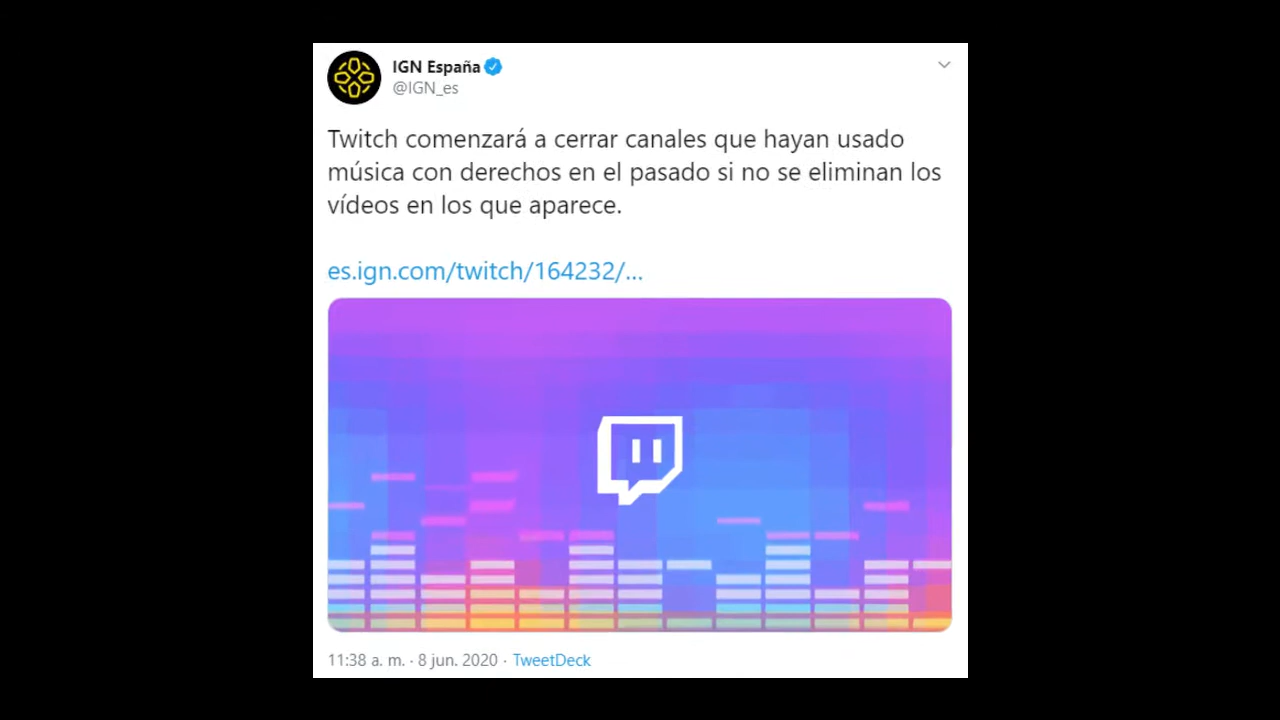 IGN España
@IGN_es
Twitch comenzará a cerrar canales que hayan usado
música con derechos en el pasado si no se eliminan los
vídeos en los que aparece.
es.ign.com/twitch/164232/...
11:38 a. m. · 8 jun. 2020 · TweetDeck